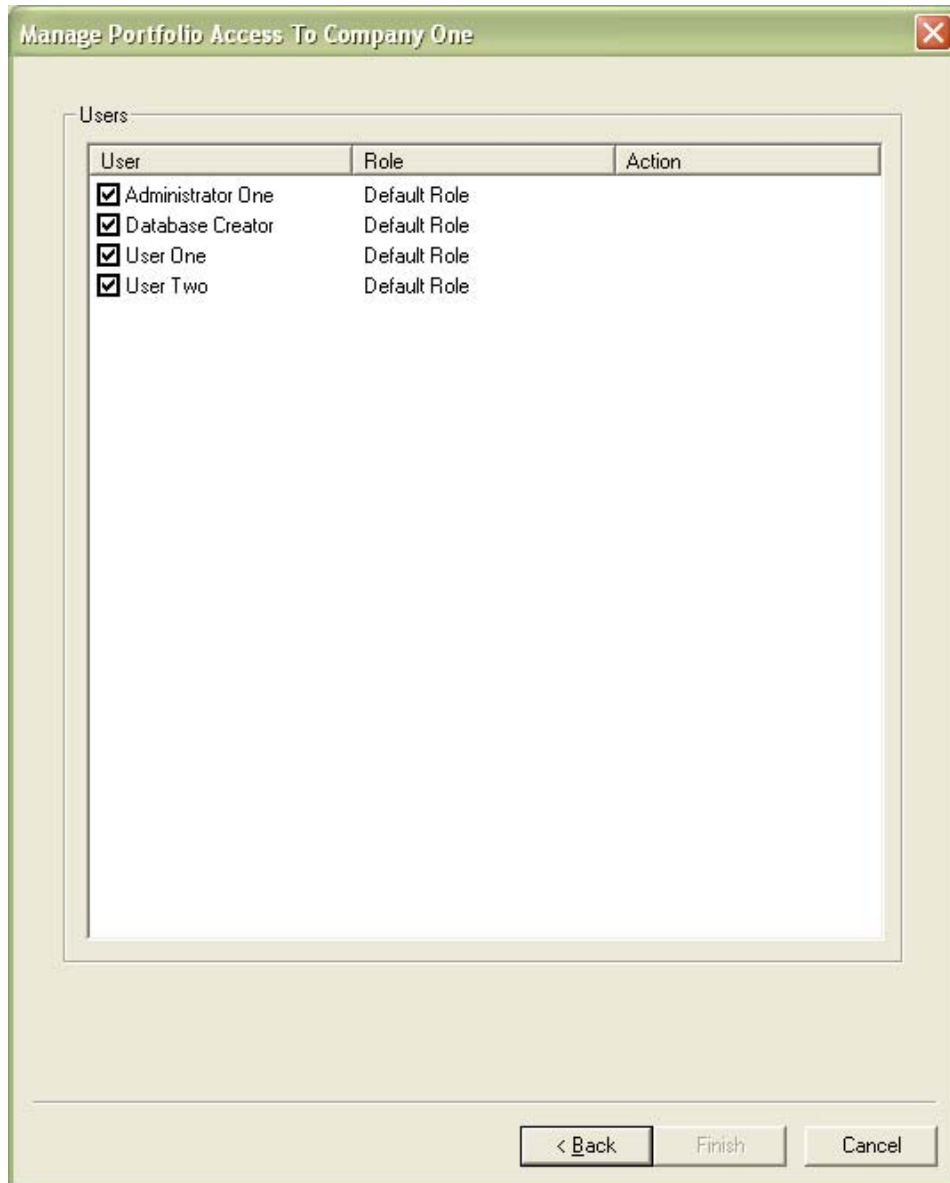 Manage Portfolio Access To Company One
Users
User Role Action
Administrator One Default Role
Database Creator Default Role
User One Default Role
User Two Default Role
< Back Finish Cancel